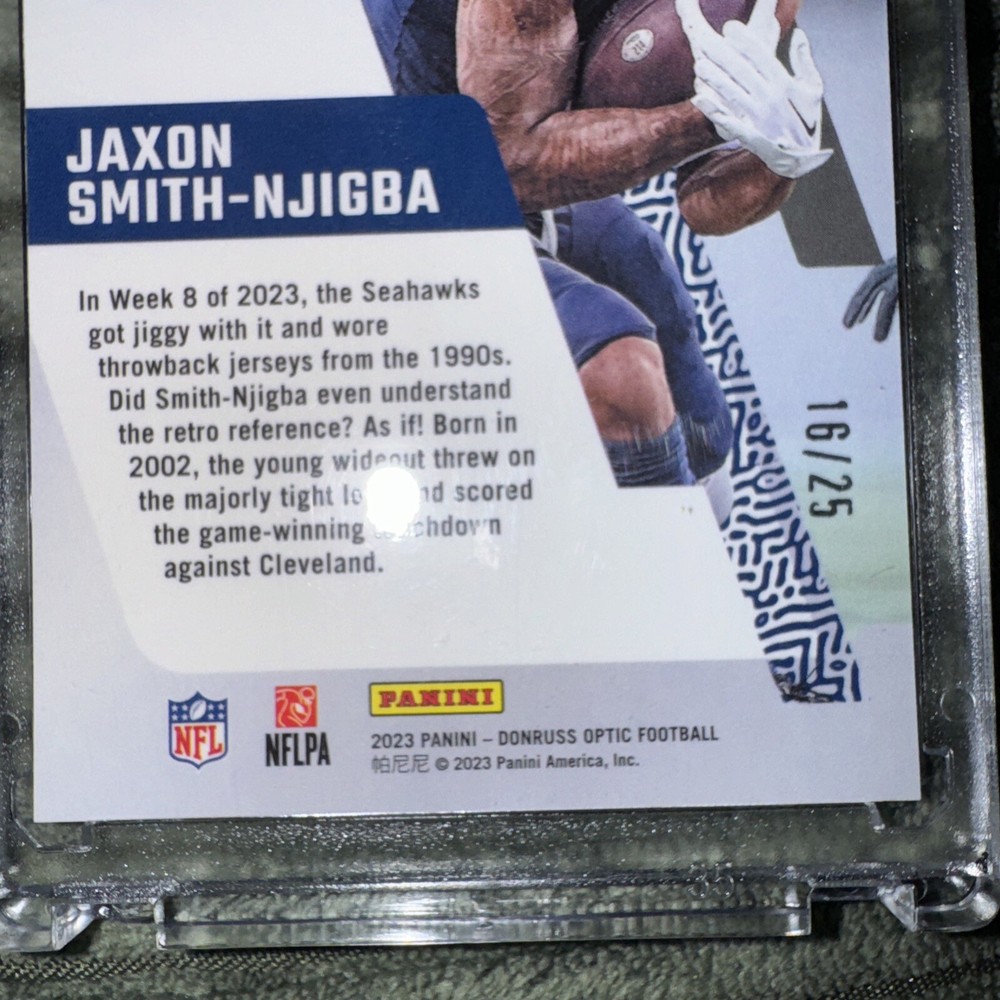 JAXON
SMITH-NJIGBA
In Week 8 of 2023, the Seahawks
got jiggy with it and wore
throwback jerseys from the 1990s.
Did Smith-Njigba even understand
the retro reference? As if! Born in
2002, the young wideout threw on
the majorly tight scored
the game-winning touchdown
against Cleveland.
16/25
NFL
NFLPA
PANINI
2023 PANINI – DONRUSS OPTIC FOOTBALL
帕尼尼 © 2023 Panini America, Inc.